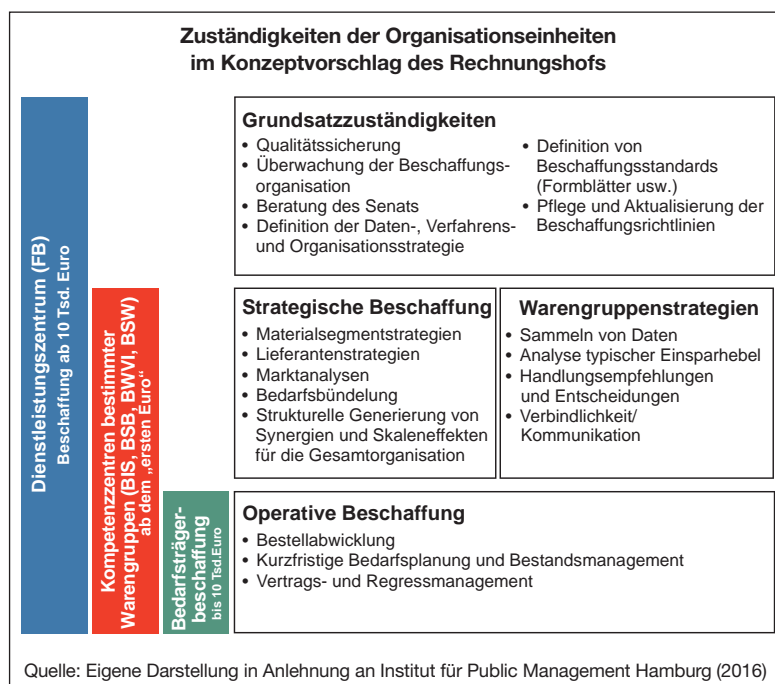 Zuständigkeiten der Organisationseinheiten
im Konzeptvorschlag des Rechnungshofs
Dienstleistungszentrum (FB)
Beschaffung ab 10 Tsd. Euro
Kompetenzzentren bestimmter
Warengruppen (BIS, BSB, BWVI, BSW)
ab dem „ersten Euro“
Bedarfsträger-
beschaffung
bis 10 Tsd.Euro
Grundsatzzuständigkeiten
• Qualitätssicherung
• Überwachung der Beschaffungs-
organisation
• Beratung des Senats
• Definition der Daten-, Verfahrens-
und Organisationsstrategie
• Definition von
Beschaffungsstandards
(Formblätter usw.)
• Pflege und Aktualisierung der
Beschaffungsrichtlinien
Strategische Beschaffung
• Materialsegmentstrategien
• Lieferantenstrategien
• Marktanalysen
• Bedarfsbündelung
• Strukturelle Generierung von
Synergien und Skaleneffekten
für die Gesamtorganisation
Warengruppenstrategien
• Sammeln von Daten
• Analyse typischer Einsparhebel
• Handlungsempfehlungen
und Entscheidungen
• Verbindlichkeit/
Kommunikation
Operative Beschaffung
• Bestellabwicklung
• Kurzfristige Bedarfsplanung und Bestandsmanagement
• Vertrags- und Regressmanagement
Quelle: Eigene Darstellung in Anlehnung an Institut für Public Management Hamburg (2016)